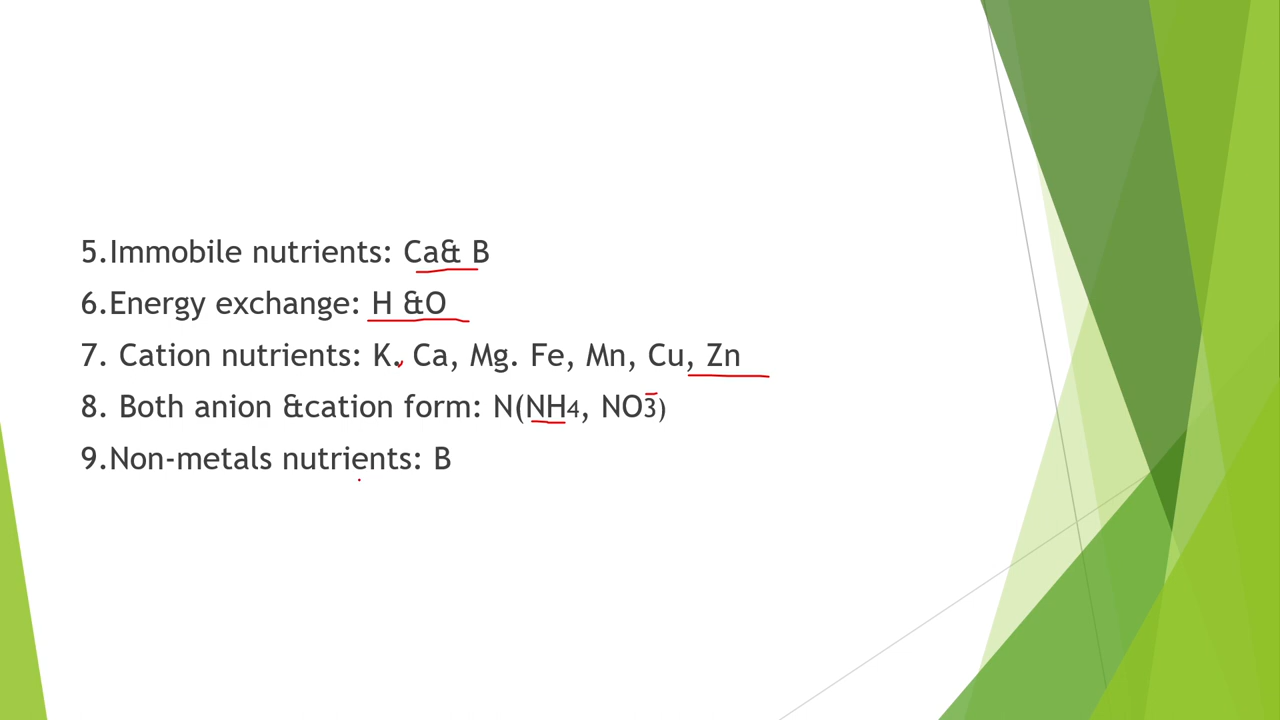 5.Immobile nutrients: Ca& B
6.Energy exchange: H &O
7. Cation nutrients: K., Ca, Mg. Fe, Mn, Cu, Zn
8. Both anion &cation form: N(NH4, NO3)
9.Non-metals nutrients: B